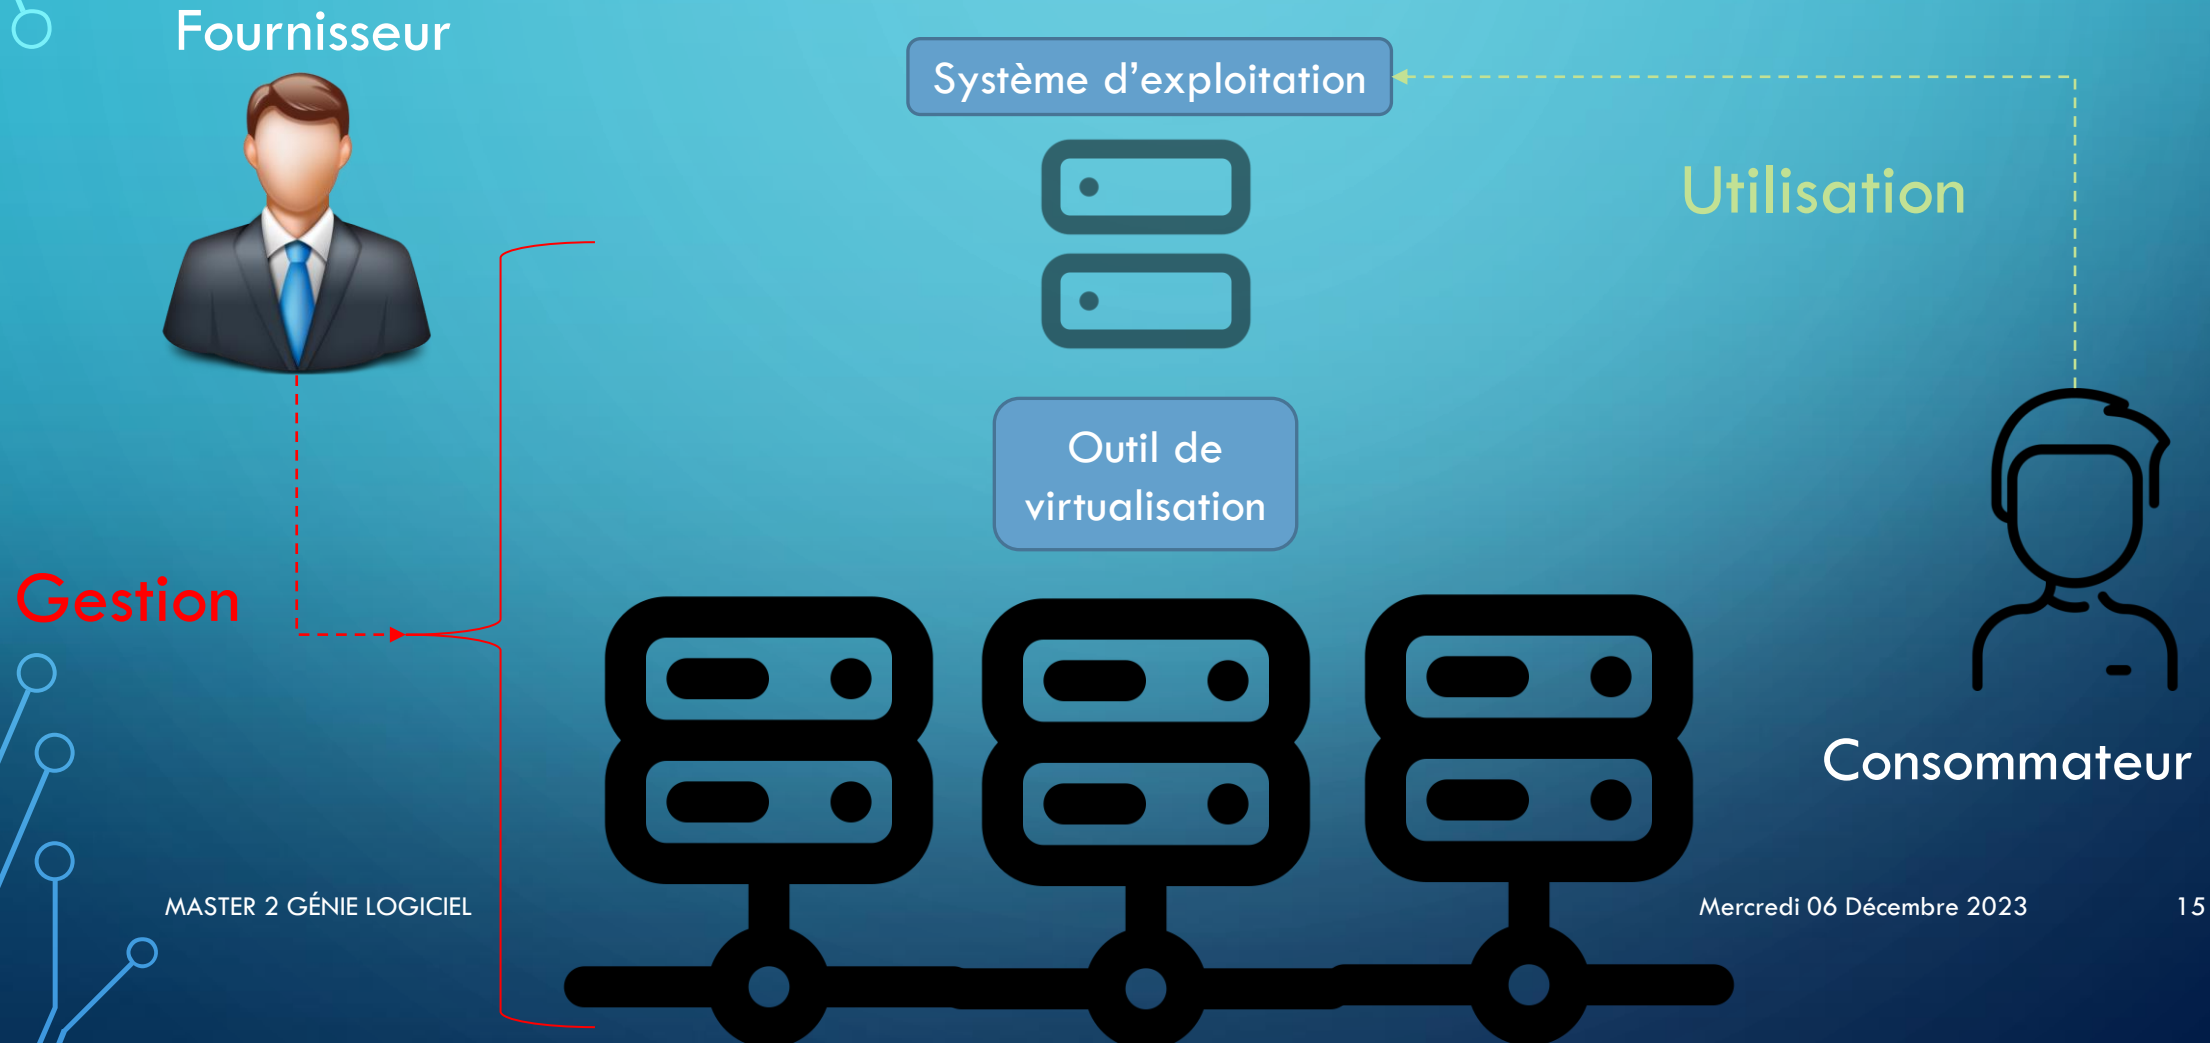 Fournisseur
Système d’exploitation
Utilisation
Outil de
virtualisation
Gestion
Consommateur
MASTER 2 GÉNIE LOGICIEL
Mercredi 06 Décembre 2023
15